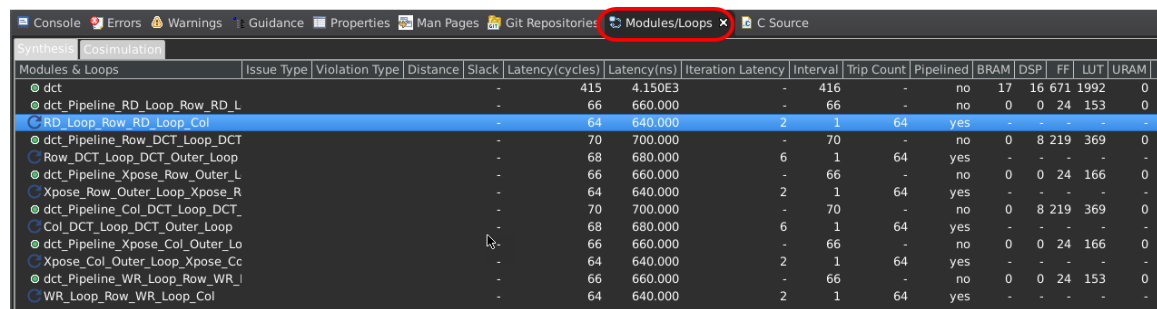 Console Errors Warnings Guidance Properties Man Pages Git Repositories Modules/Loops × C Source
Synthesis Cosimulation
Modules & Loops Issue Type Violation Type Distance Slack Latency(cycles) Latency(ns) Iteration Latency Interval Trip Count Pipelined BRAM DSP FF LUT URAM
dct - 415 4.150E3 - 416 - no 17 16 671 1992 0
dct_Pipeline_RD_Loop_Row_RD_L - 66 660.000 - 66 - no 0 0 24 153 0
RD_Loop_Row_RD_Loop_Col - 64 640.000 2 1 64 yes - - - - -
dct_Pipeline_Row_DCT_Loop_DCT - 70 700.000 - 70 - no 0 8 219 369 0
Row_DCT_Loop_DCT_Outer_Loop - 68 680.000 6 1 64 yes - - - - -
dct_Pipeline_Xpose_Row_Outer_L - 66 660.000 - 66 - no 0 0 24 166 0
Xpose_Row_Outer_Loop_Xpose_R - 64 640.000 2 1 64 yes - - - - -
dct_Pipeline_Col_DCT_Loop_DCT_ - 70 700.000 - 70 - no 0 8 219 369 0
Col_DCT_Loop_DCT_Outer_Loop - 68 680.000 6 1 64 yes - - - - -
dct_Pipeline_Xpose_Col_Outer_Lo - 66 660.000 - 66 - no 0 0 24 166 0
Xpose_Col_Outer_Loop_Xpose_Cc - 64 640.000 2 1 64 yes - - - - -
dct_Pipeline_WR_Loop_Row_WR_l - 66 660.000 - 66 - no 0 0 24 153 0
WR_Loop_Row_WR_Loop_Col - 64 640.000 2 1 64 yes - - - - -